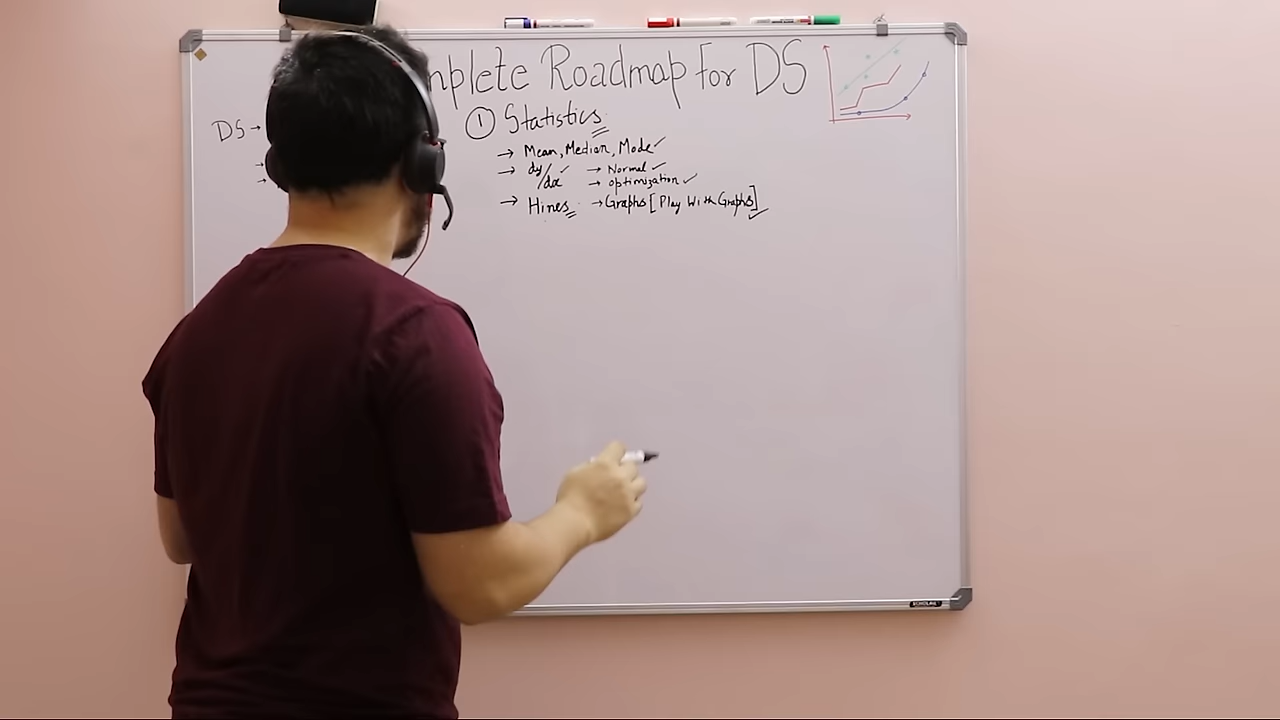 mplete Roadmap for DS
DS →
① Statistics
→ Mean, Median, Mode ✓
→ dy/dx ✓ → Normal ✓
→ optimization ✓
→ Hines → Graphs [Play With Graphs] ✓
SCHOLAR